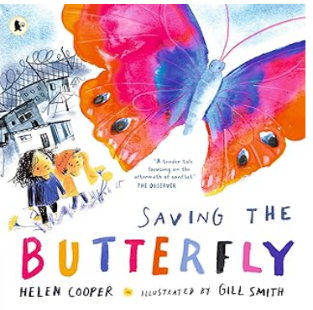 "A tender tale
focusing on the
aftermath of conflict"
THE OBSERVER
SAVING THE
BUTTERFLY
HELEN COOPER ILLUSTRATED BY GILL SMITH